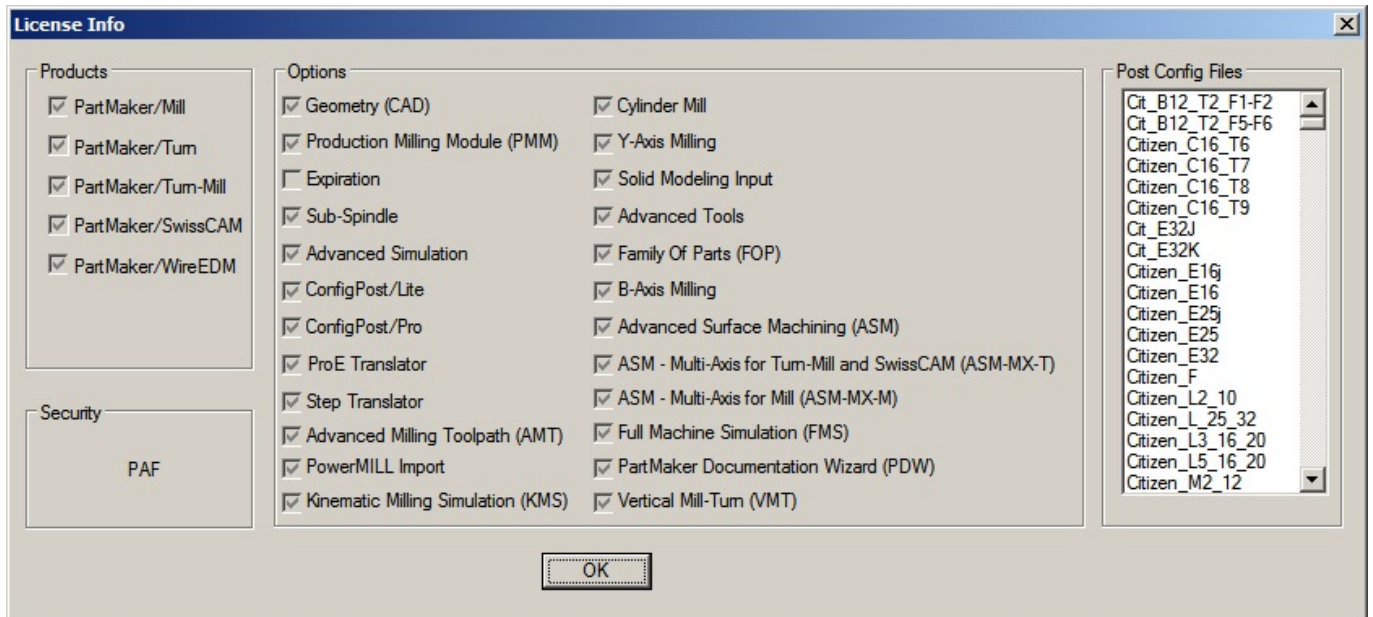 License Info
Products
PartMaker/Mill
PartMaker/Turn
PartMaker/Turn-Mill
PartMaker/SwissCAM
PartMaker/WireEDM
Security
PAF
Options
Geometry (CAD)
Production Milling Module (PMM)
Expiration
Sub-Spindle
Advanced Simulation
ConfigPost/Lite
ConfigPost/Pro
ProE Translator
Step Translator
Advanced Milling Toolpath (AMT)
PowerMILL Import
Kinematic Milling Simulation (KMS)
Cylinder Mill
Y-Axis Milling
Solid Modeling Input
Advanced Tools
Family Of Parts (FOP)
B-Axis Milling
Advanced Surface Machining (ASM)
ASM - Multi-Axis for Turn-Mill and SwissCAM (ASM-MX-T)
ASM - Multi-Axis for Mill (ASM-MX-M)
Full Machine Simulation (FMS)
PartMaker Documentation Wizard (PDW)
Vertical Mill-Turn (VMT)
Post Config Files
Cit_B12_T2_F1-F2
Cit_B12_T2_F5-F6
Citizen_C16_T6
Citizen_C16_T7
Citizen_C16_T8
Citizen_C16_T9
Cit_E32J
Cit_E32K
Citizen_E16j
Citizen_E16
Citizen_E25j
Citizen_E25
Citizen_E32
Citizen_F
Citizen_L2_10
Citizen_L_25_32
Citizen_L3_16_20
Citizen_L5_16_20
Citizen_M2_12
OK